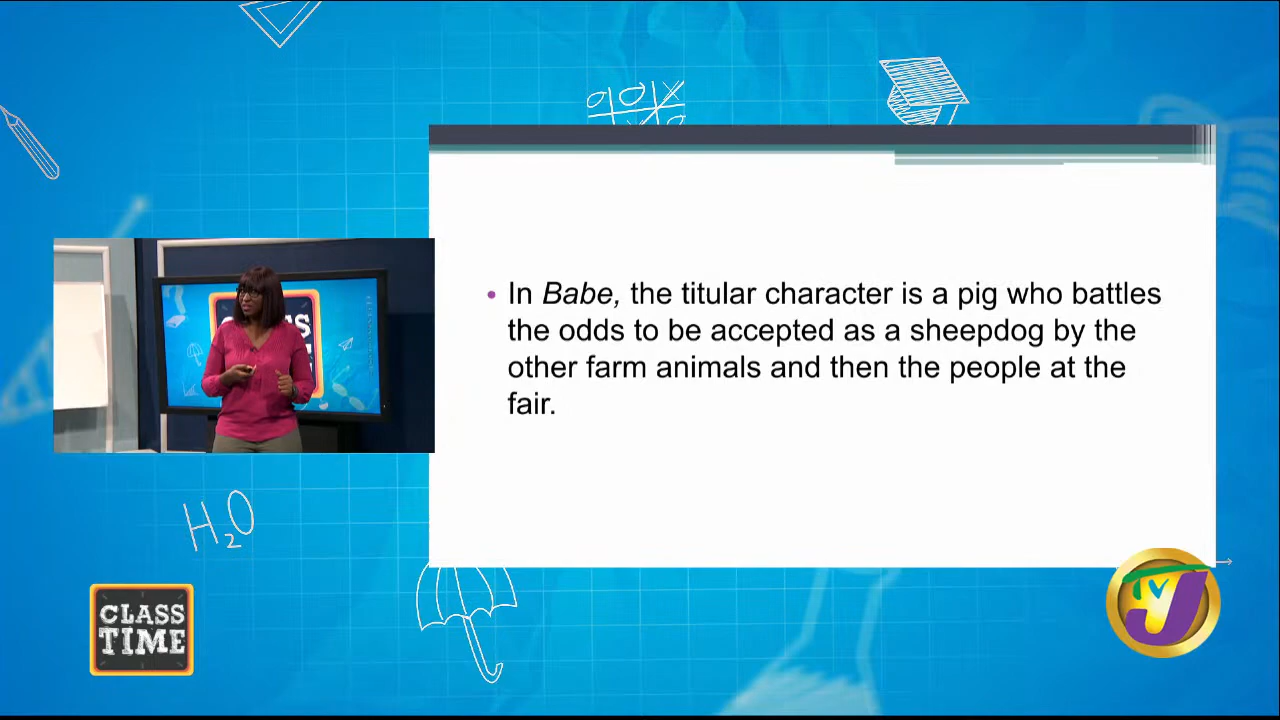 In Babe, the titular character is a pig who battles
the odds to be accepted as a sheepdog by the
other farm animals and then the people at the
fair.
H₂O
CLASS
TIME
TVJ